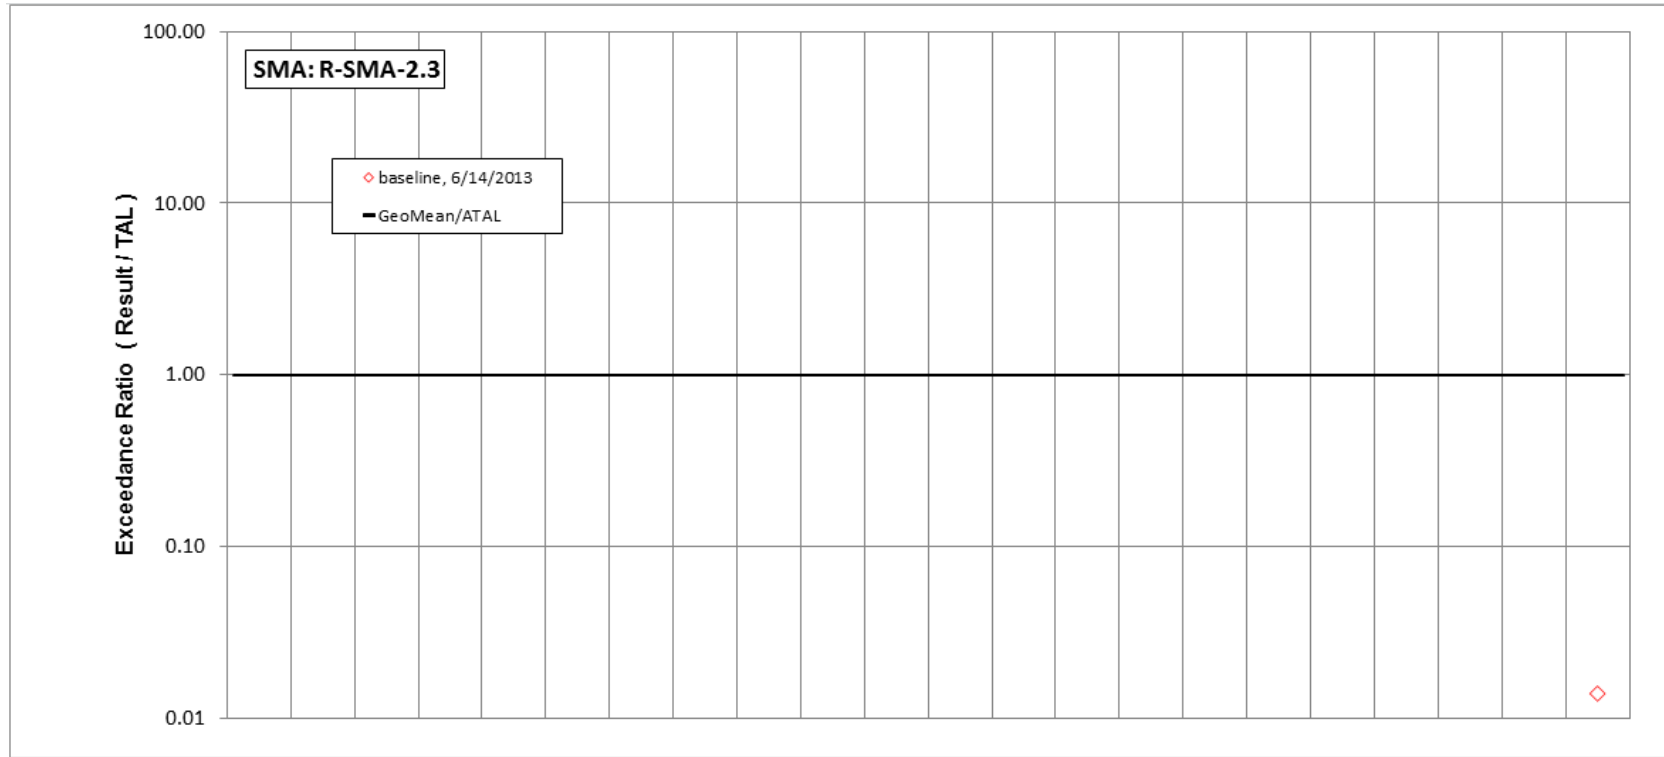 100.00
SMA: R-SMA-2.3
baseline, 6/14/2013
10.00
GeoMean/ATAL
Exceedance Ratio ( Result / TAL )
1.00
0.10
0.01